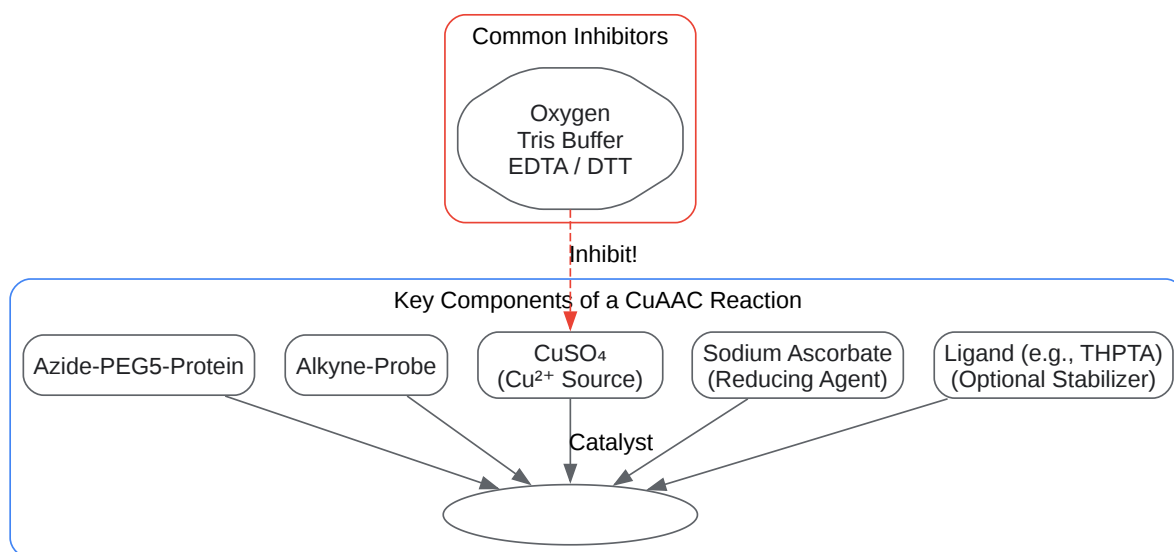 Common Inhibitors
Oxygen
Tris Buffer
EDTA / DTT
Inhibit!
Key Components of a CuAAC Reaction
Azide-PEG5-Protein
Alkyne-Probe
CuSO₄
(Cu²⁺ Source)
Sodium Ascorbate
(Reducing Agent)
Ligand (e.g., THPTA)
(Optional Stabilizer)
Catalyst